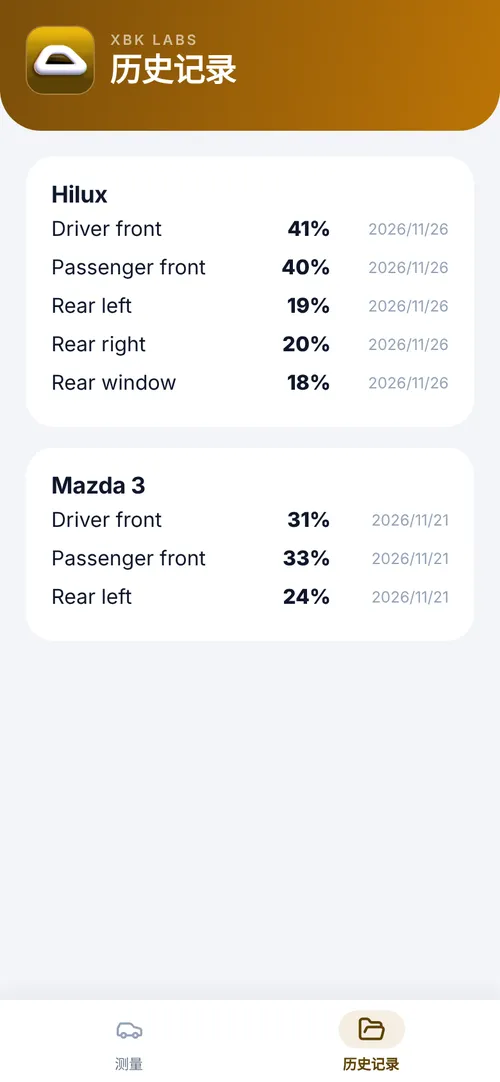 XBK LABS
历史记录
Hilux
Driver front 41% 2026/11/26
Passenger front 40% 2026/11/26
Rear left 19% 2026/11/26
Rear right 20% 2026/11/26
Rear window 18% 2026/11/26
Mazda 3
Driver front 31% 2026/11/21
Passenger front 33% 2026/11/21
Rear left 24% 2026/11/21
测量 历史记录